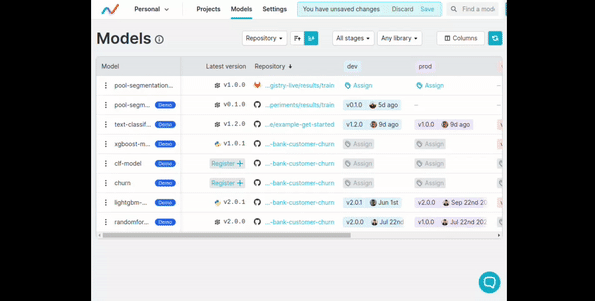 Personal Projects Models Settings You have unsaved changes Discard Save Find a mode
Models
Repository All stages Any library Columns
Model Latest version Repository dev prod
pool-segmentation... v1.0.0 ...gistry-live/results/train Assign Assign –
pool-segm... Demo v0.1.0 ...periments/results/train v0.1.0 5d ago –
text-classif... Demo v1.2.0 ...e/example-get-started v1.2.0 9d ago v1.0.0 9d ago
xgboost-m... Demo v1.0.1 ...-bank-customer-churn Assign Assign
clf-model Demo Register + ...-bank-customer-churn Assign Assign
churn Demo Register + ...-bank-customer-churn Assign Assign
lightgbm-... Demo v2.0.1 ...-bank-customer-churn v2.0.1 Jun 1st v2.0.0 Sep 22nd 20
randomfor... Demo v2.0.0 ...-bank-customer-churn v2.0.0 Jul 22nd v1.0.0 Jul 22nd 20